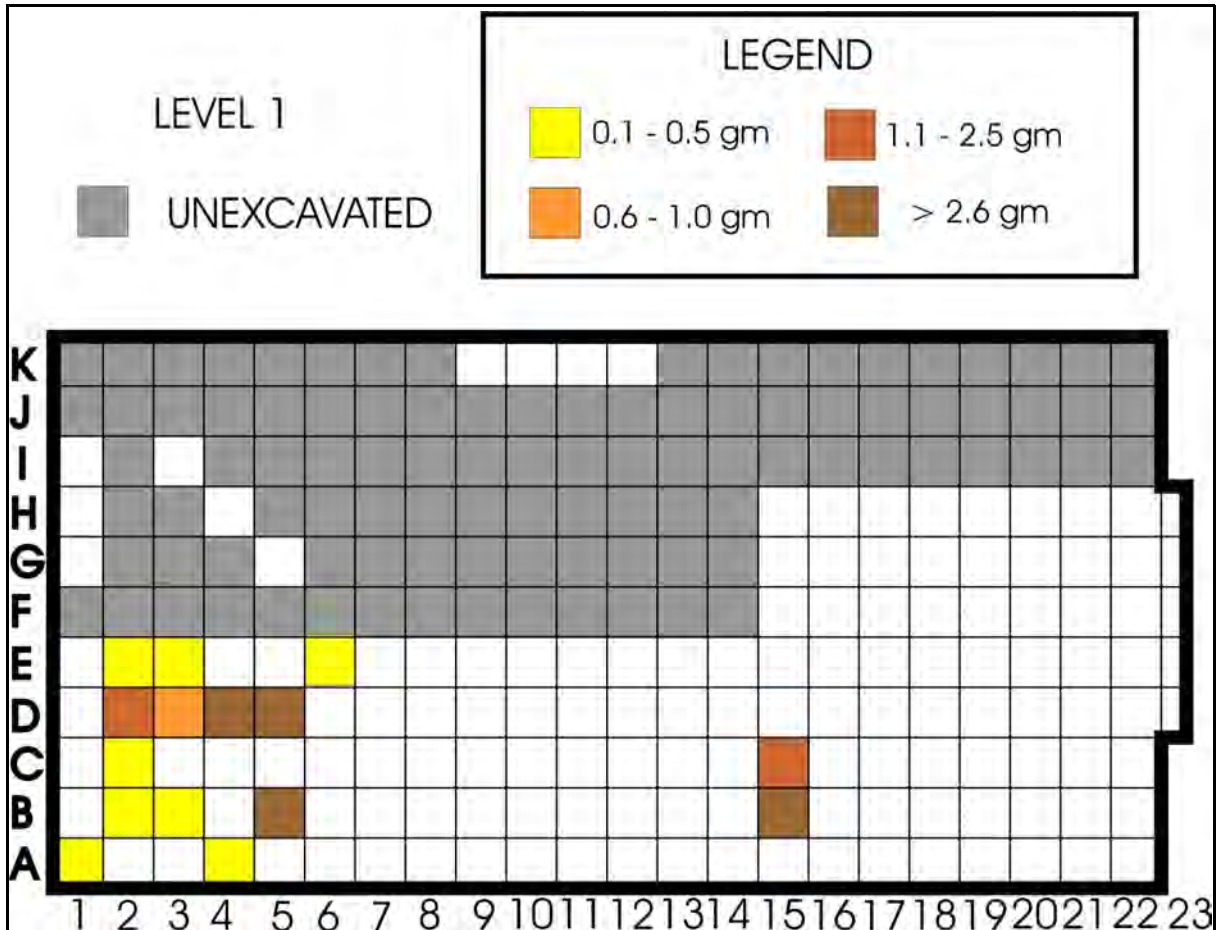 LEVEL 1
UNEXCAVATED
LEGEND
0.1 - 0.5 gm
1.1 - 2.5 gm
0.6 - 1.0 gm
> 2.6 gm
K
J
I
H
G
F
E
D
C
B
A
1 2 3 4 5 6 7 8 9 10 11 12 13 14 15 16 17 18 19 20 21 22 23